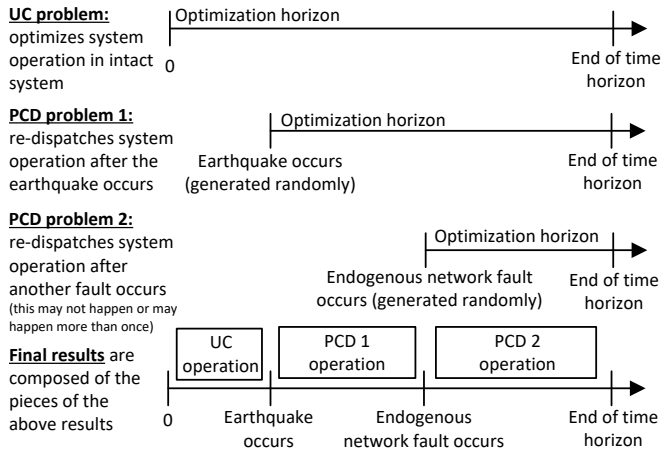 UC problem:
optimizes system
operation in intact
system
Optimization horizon
0
End of time
horizon
PCD problem 1:
re-dispatches system
operation after the
earthquake occurs
Optimization horizon
Earthquake occurs
(generated randomly)
End of time
horizon
PCD problem 2:
re-dispatches system
operation after
another fault occurs
(this may not happen or may
happen more than once)
Optimization horizon
Endogenous network fault
occurs (generated randomly)
End of time
horizon
Final results are
composed of the
pieces of the
above results
UC
operation
PCD 1
operation
PCD 2
operation
0
Earthquake
occurs
Endogenous
network fault occurs
End of time
horizon